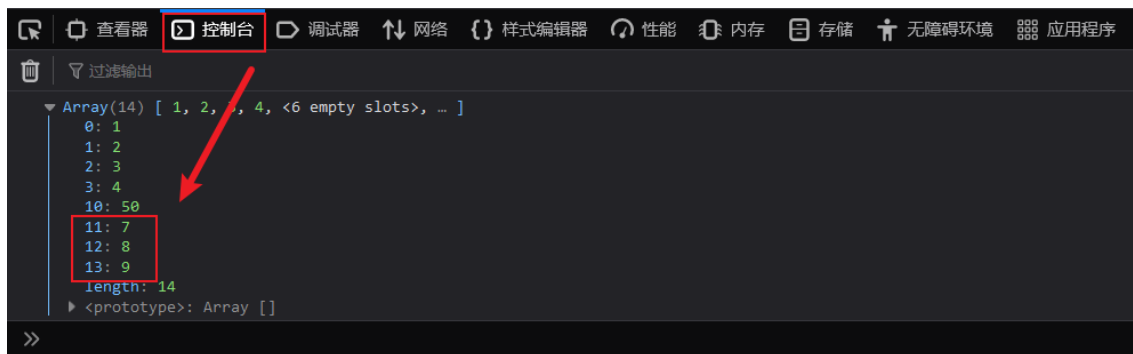 查看器 控制台 调试器 网络 {} 样式编辑器 性能 内存 存储 无障碍环境 应用程序
过滤输出
Array(14) [ 1, 2, 3, 4, <6 empty slots>, … ]
0: 1
1: 2
2: 3
3: 4
10: 50
11: 7
12: 8
13: 9
length: 14
<prototype>: Array []